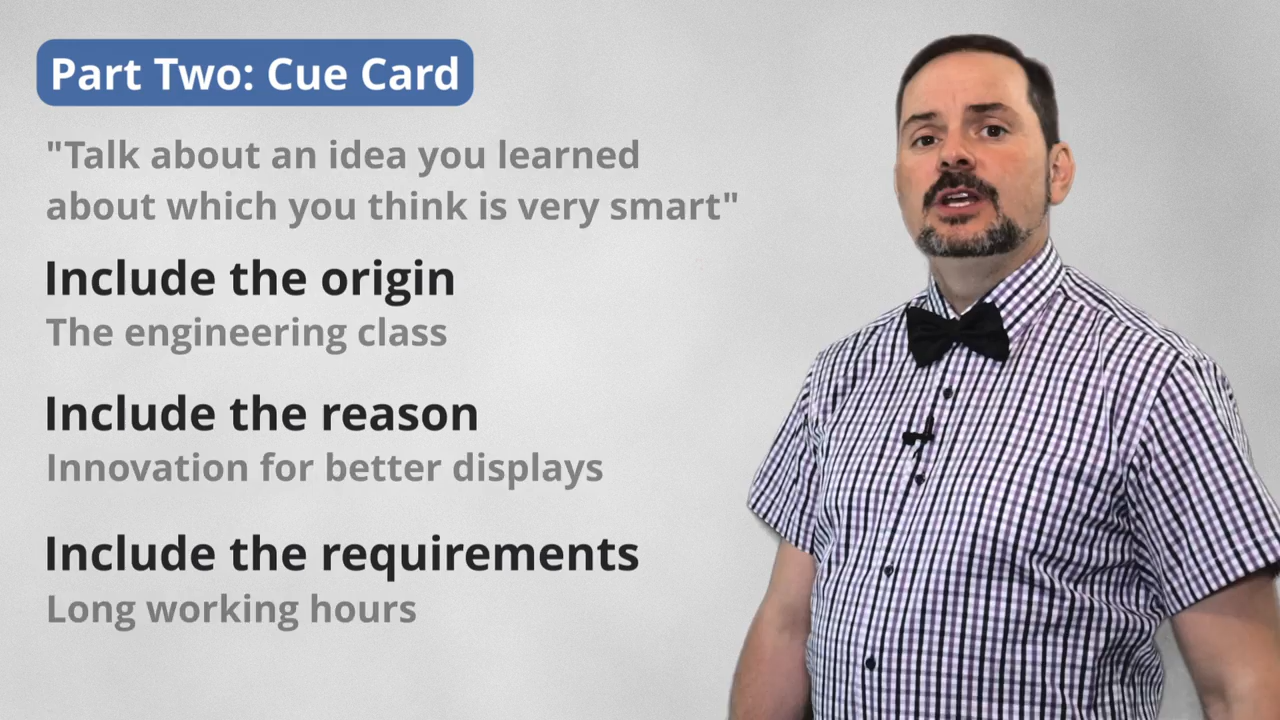 Part Two: Cue Card
"Talk about an idea you learned
about which you think is very smart"
Include the origin
The engineering class
Include the reason
Innovation for better displays
Include the requirements
Long working hours